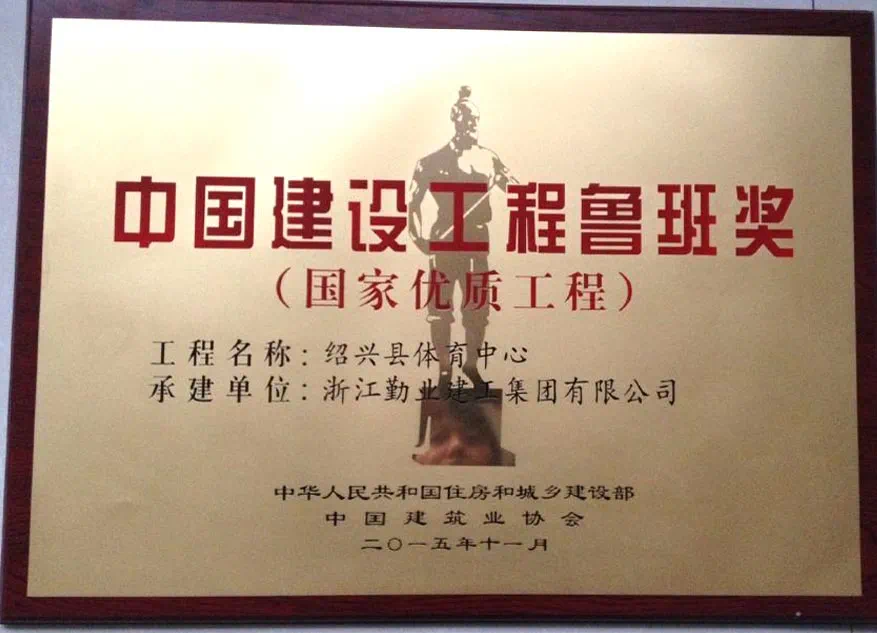 中国建设工程鲁班奖
（国家优质工程）
工程名称：绍兴县体育中心
承建单位：浙江勤业建工集团有限公司
中华人民共和国住房和城乡建设部
中国建筑业协会
二〇一五年十一月